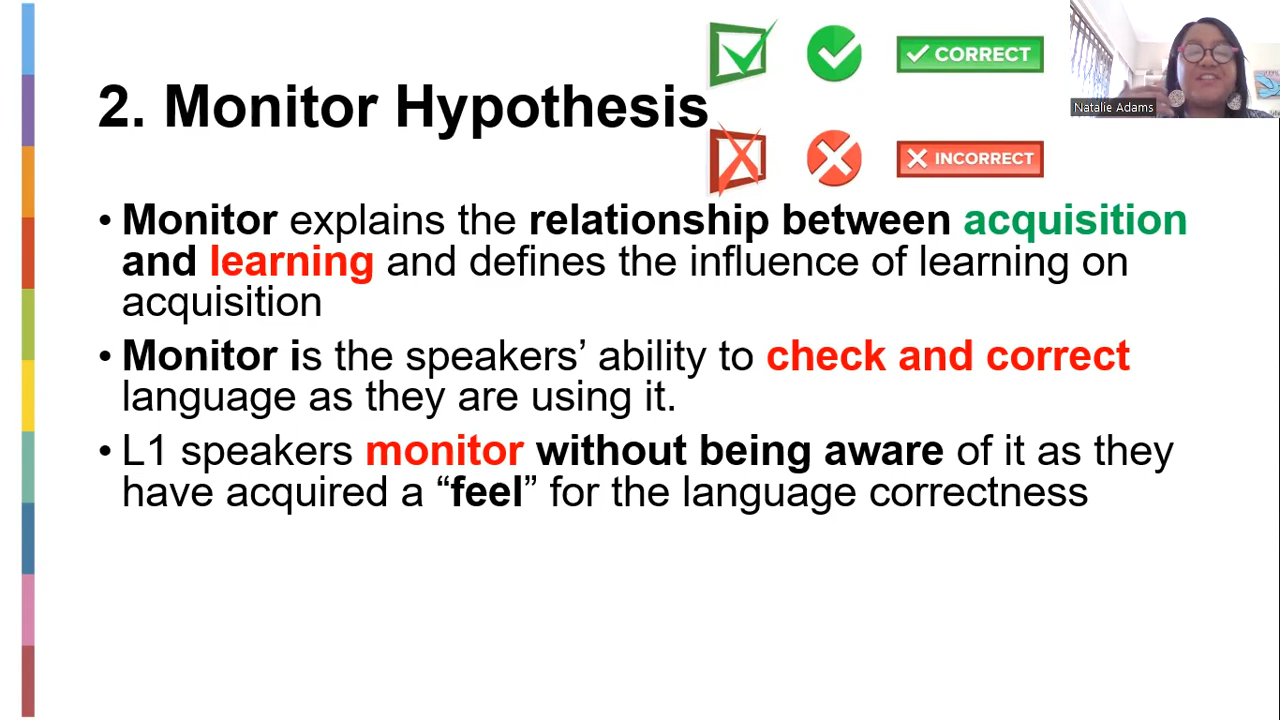 CORRECT
2. Monitor Hypothesis
INCORRECT
Natalie Adams
• Monitor explains the relationship between acquisition
and learning and defines the influence of learning on
acquisition
• Monitor is the speakers’ ability to check and correct
language as they are using it.
• L1 speakers monitor without being aware of it as they
have acquired a “feel” for the language correctness